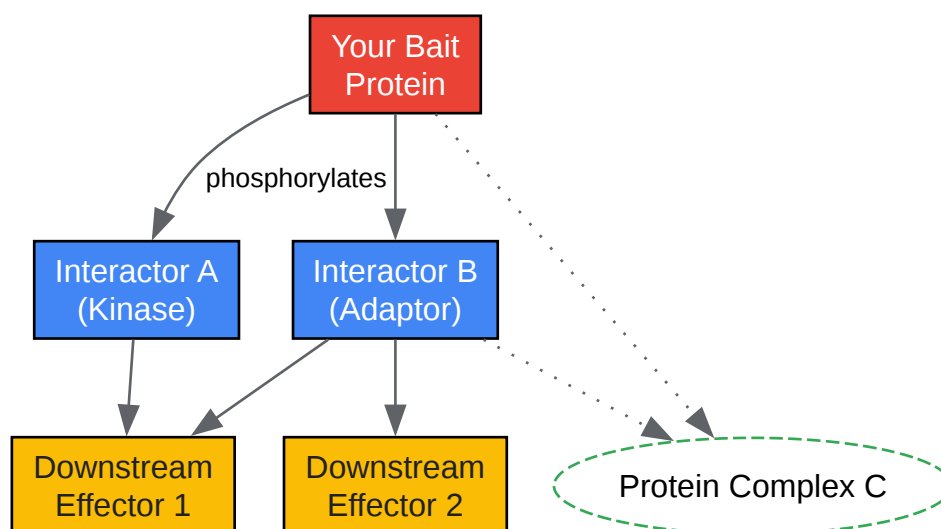 Your Bait
Protein
phosphorylates
Interactor A
(Kinase)
Interactor B
(Adaptor)
Downstream
Effector 1
Downstream
Effector 2
Protein Complex C